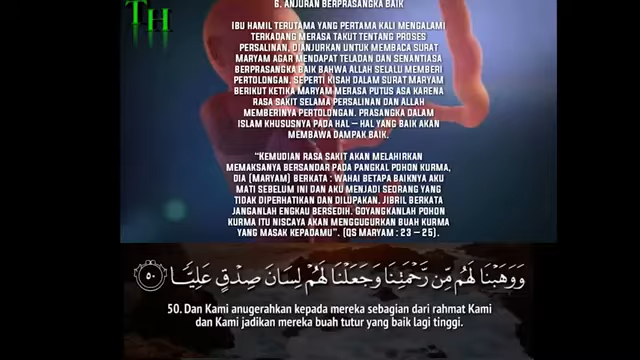 TH
6. ANJURAN BERPRASANGKA BAIK
IBU HAMIL TERUTAMA YANG PERTAMA KALI MENGALAMI
TERKADANG MERASA TAKUT TENTANG PROSES
PERSALINAN, DIANJURKAN UNTUK MEMBACA SURAT
MARYAM AGAR MENDAPAT TELADAN DAN SENANTIASA
BERPRASANGKA BAIK BAHWA ALLAH SELALU MEMBERI
PERTOLONGAN. SEPERTI KISAH DALAM SURAT MARYAM
BERIKUT KETIKA MARYAM MERASA PUTUS ASA KARENA
RASA SAKIT SELAMA PERSALINAN DAN ALLAH
MEMBERINYA PERTOLONGAN. PRASANGKA DALAM
ISLAM KHUSUSNYA PADA HAL – HAL YANG BAIK AKAN
MEMBAWA DAMPAK BAIK.
“KEMUDIAN RASA SAKIT AKAN MELAHIRKAN
MEMAKSANYA BERSANDAR PADA PANGKAL POHON KURMA,
DIA (MARYAM) BERKATA : WAHAI BETAPA BAIKNYA AKU
MATI SEBELUM INI DAN AKU MENJADI SEORANG YANG
TIDAK DIPERHATIKAN DAN DILUPAKAN. JIBRIL BERKATA
JANGANLAH ENGKAU BERSEDIH. GOYANGKANLAH POHON
KURMA ITU NISCAYA AKAN MENGGUGURKAN BUAH KURMA
YANG MASAK KEPADAMU”. (QS MARYAM : 23 – 25).
وَوَهَبْنَا لَهُم مِّن رَّحْمَتِنَا وَجَعَلْنَا لَهُمْ لِسَانَ صِدْقٍ عَلِيًّا ٥٠
50. Dan Kami anugerahkan kepada mereka sebagian dari rahmat Kami
dan Kami jadikan mereka buah tutur yang baik lagi tinggi.